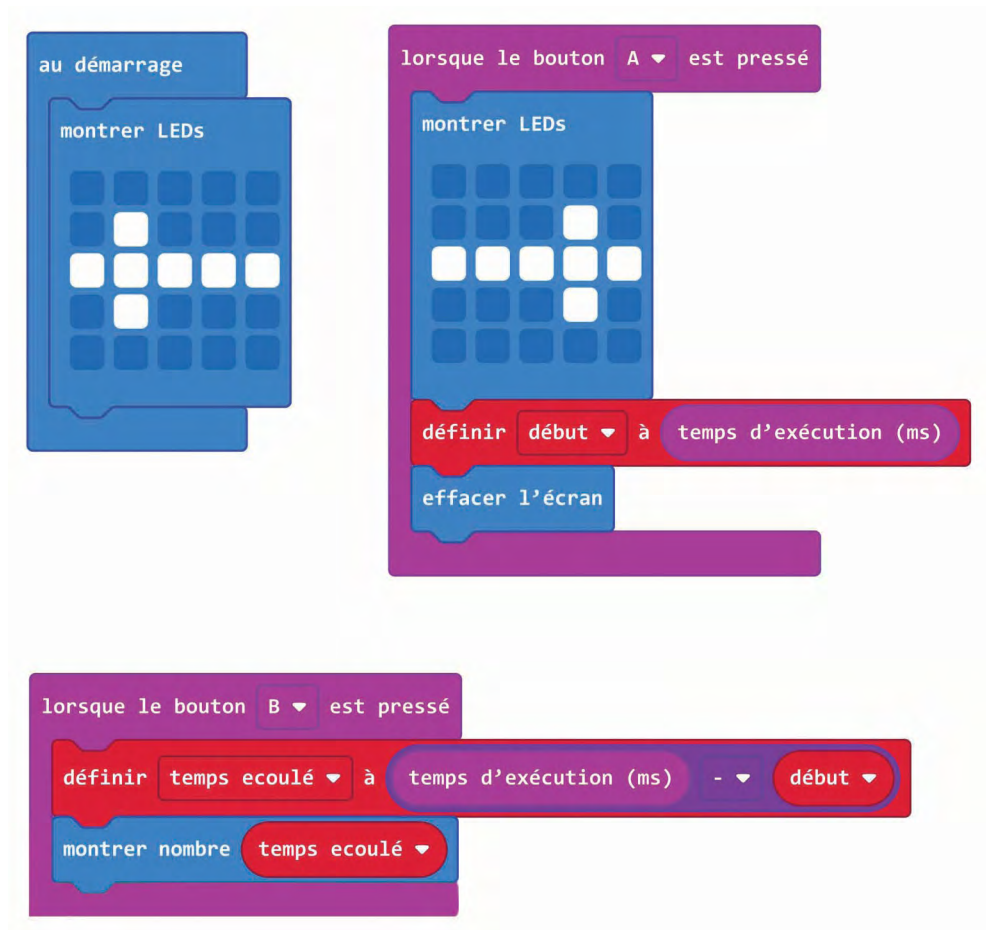 au démarrage
montrer LEDs
lorsque le bouton A est pressé
montrer LEDs
définir début à temps d'exécution (ms)
effacer l'écran
lorsque le bouton B est pressé
définir temps ecoulé à temps d'exécution (ms) - début
montrer nombre temps ecoulé